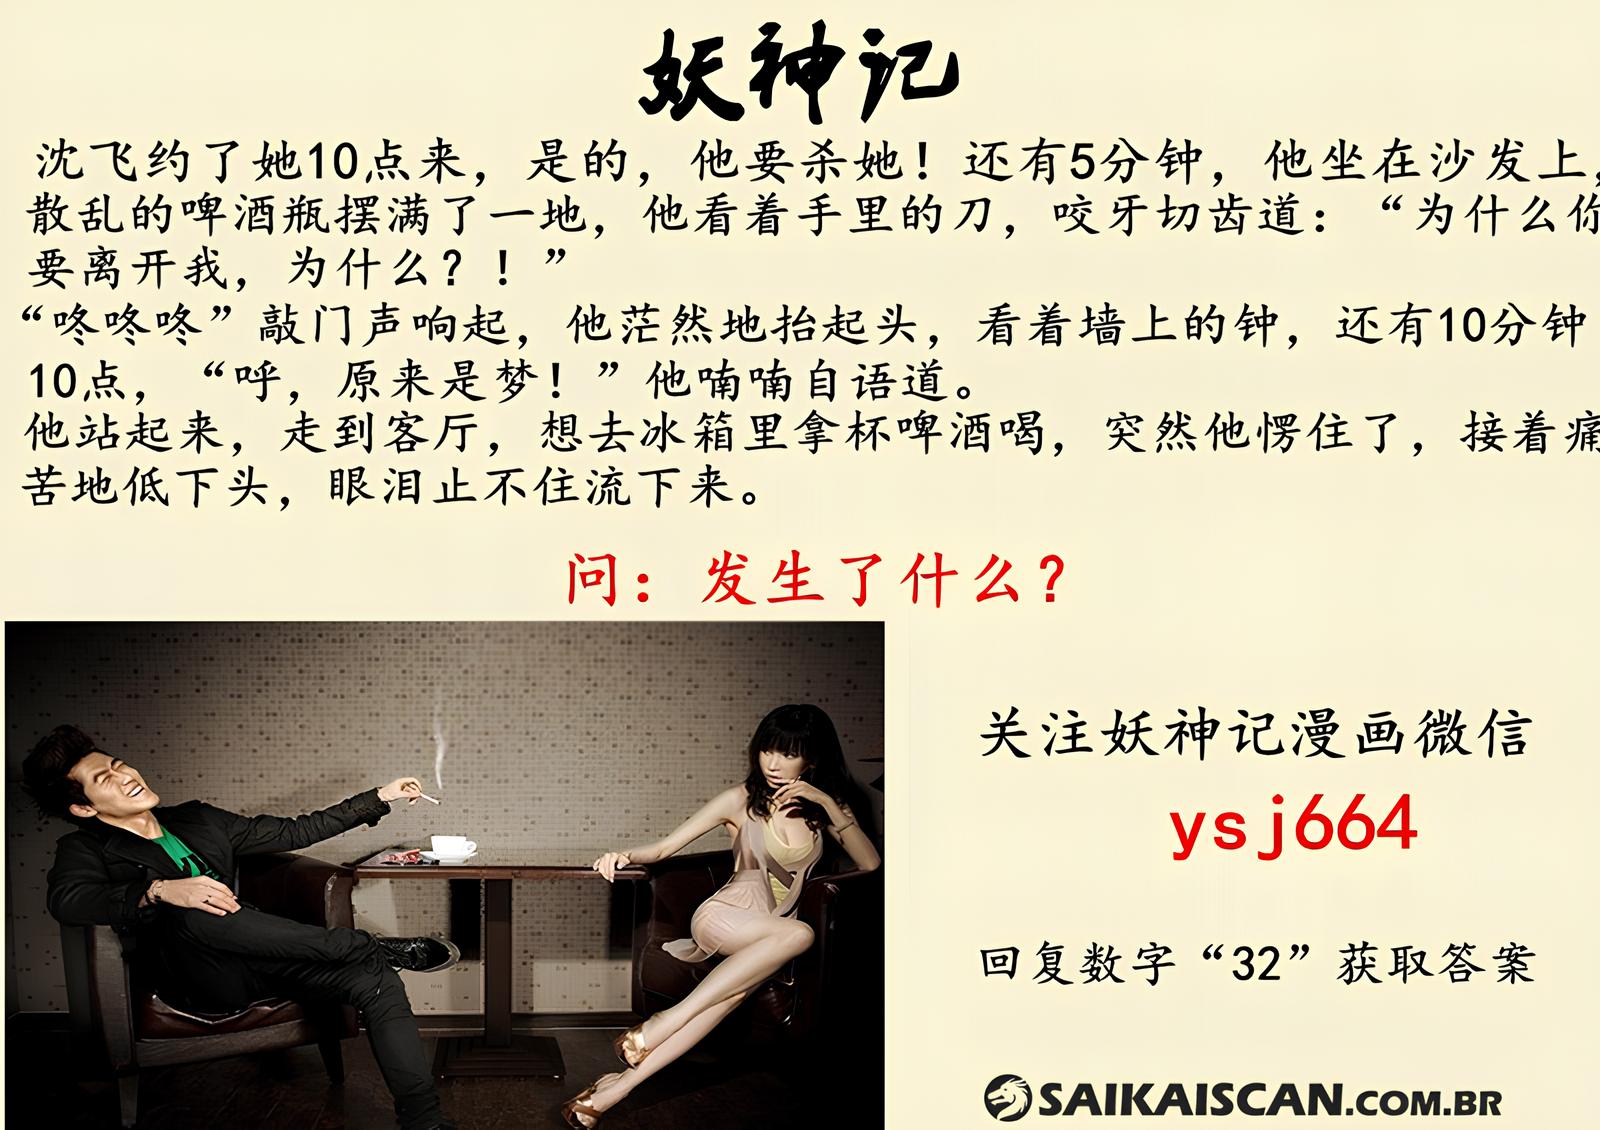 妖神记
沈飞约了她10点来，是的，他要杀她！还有5分钟，他坐在沙发上，
散乱的啤酒瓶摆满了一地，他看着手里的刀，咬牙切齿道：“为什么你
要离开我，为什么？！”
“咚咚咚”敲门声响起，他茫然地抬起头，看着墙上的钟，还有10分钟
10点，“呼，原来是梦！”他喃喃自语道。
他站起来，走到客厅，想去冰箱里拿杯啤酒喝，突然他愣住了，接着痛
苦地低下头，眼泪止不住流下来。
问：发生了什么？
关注妖神记漫画微信
ysj664
回复数字“32”获取答案
SAIKAISCAN.COM.BR